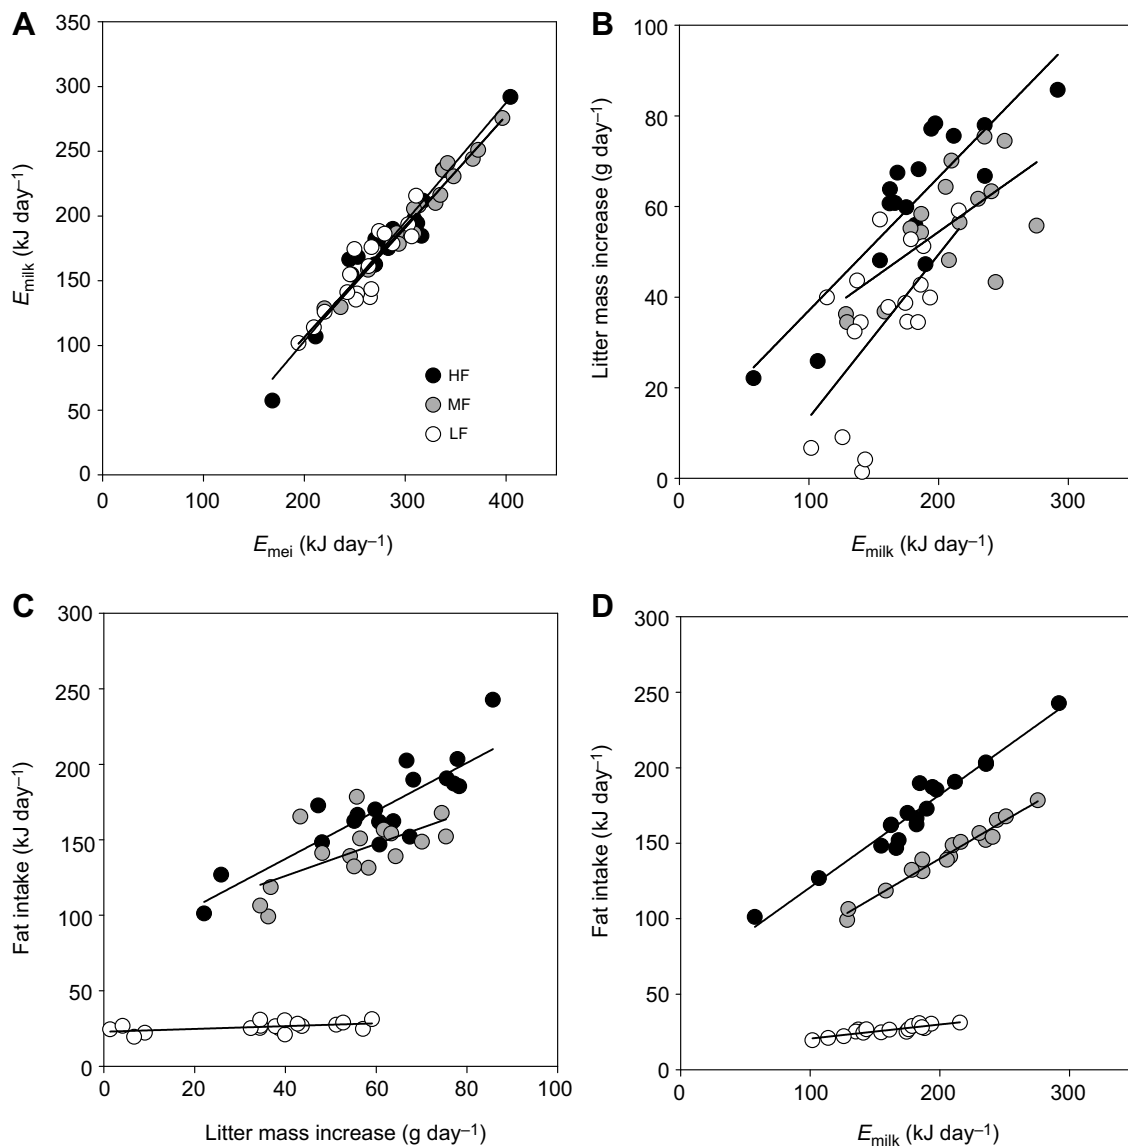 A
350
300
250
200
150
100
50
0
E_milk (kJ day⁻¹)
0 100 200 300 400
E_mei (kJ day⁻¹)
HF
MF
LF
B
100
80
60
40
20
0
Litter mass increase (g day⁻¹)
0 100 200 300
E_milk (kJ day⁻¹)
C
300
250
200
150
100
50
0
Fat intake (kJ day⁻¹)
0 20 40 60 80 100
Litter mass increase (g day⁻¹)
D
300
250
200
150
100
50
0
Fat intake (kJ day⁻¹)
0 100 200 300
E_milk (kJ day⁻¹)